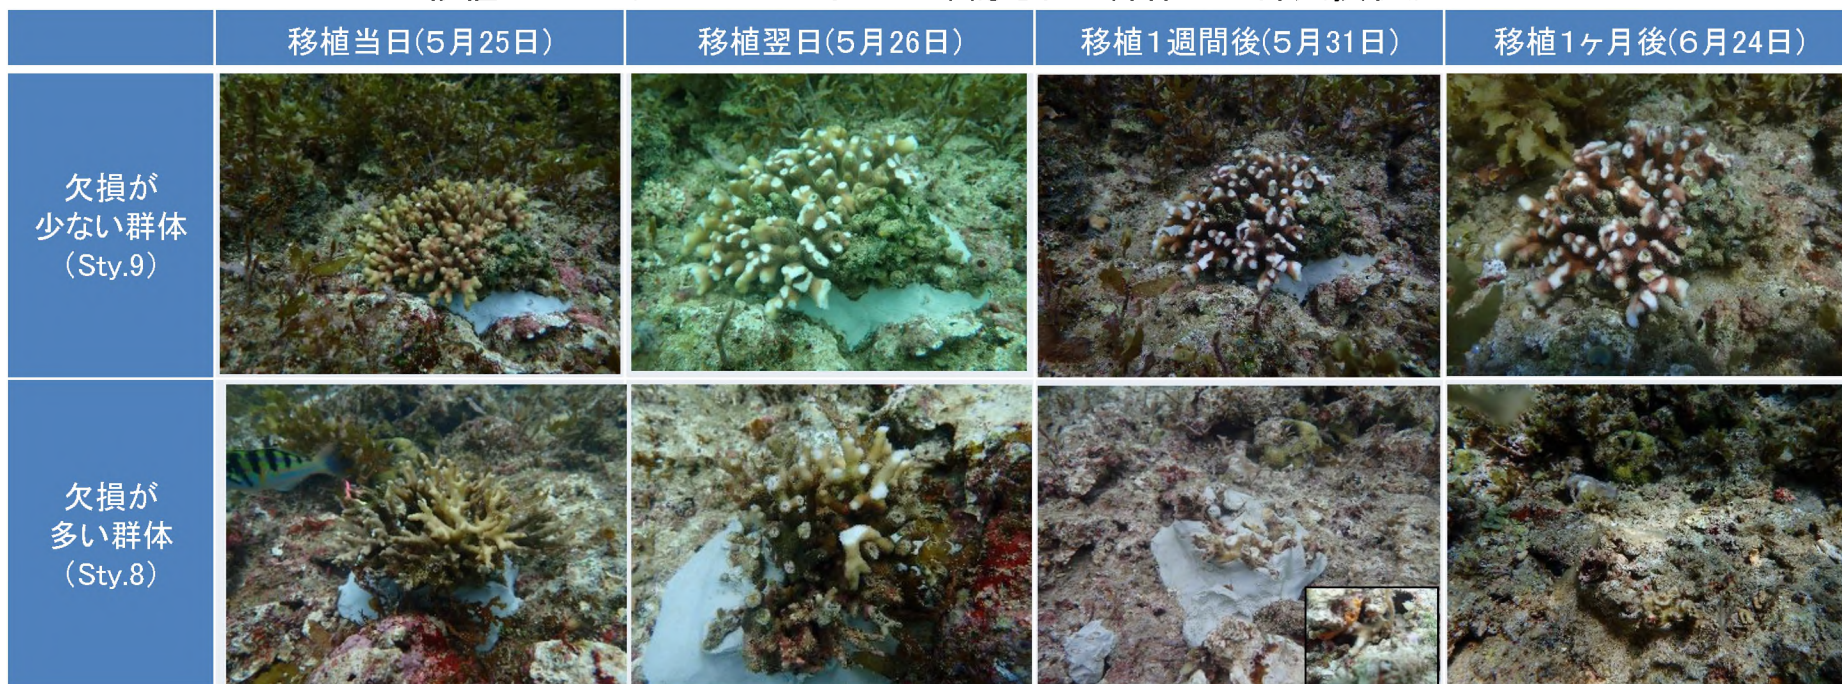 移植当日(5月25日)
移植翌日(5月26日)
移植1週間後(5月31日)
移植1ヶ月後(6月24日)
欠損が
少ない群体
(Sty.9)
欠損が
多い群体
(Sty.8)